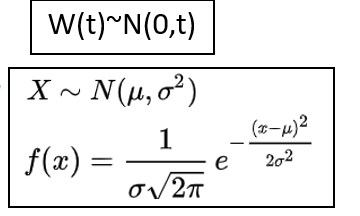 W(t)~N(0,t)
X ~ N(μ, σ²)
f(x) = 1/(σ√2π) e^(-(x-μ)²/2σ²)